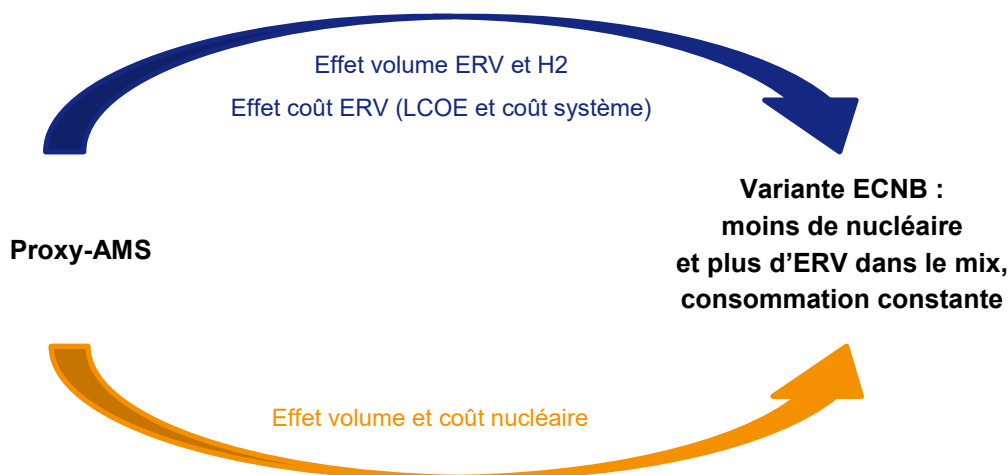 Effet volume ERV et H2
Effet coût ERV (LCOE et coût système)
Proxy-AMS
Variante ECNB :
moins de nucléaire
et plus d'ERV dans le mix,
consommation constante
Effet volume et coût nucléaire